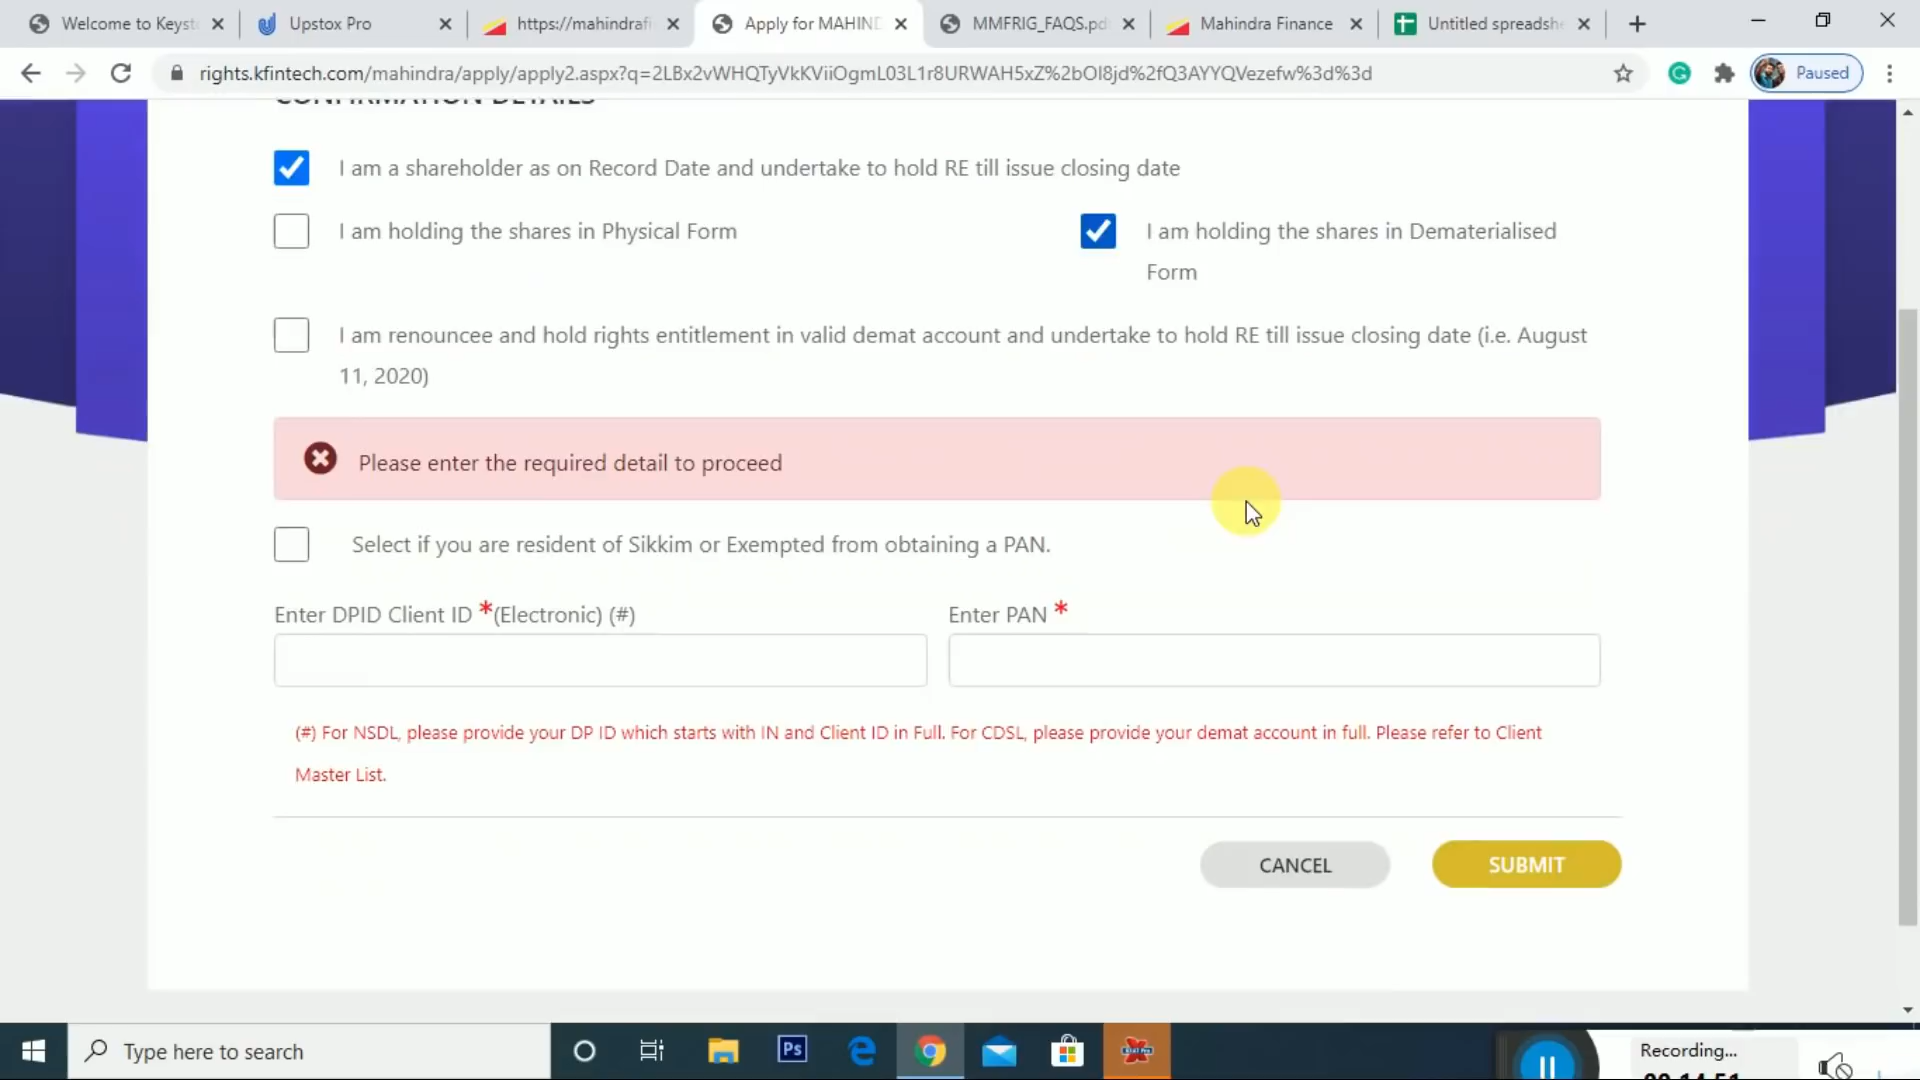 Welcome to Keyst
Upstox Pro
https://mahindrafi
Apply for MAHIND
MMFRIG_FAQS.pd
Mahindra Finance
Untitled spreadsh
rights.kfintech.com/mahindra/apply/apply2.aspx?q=2LBx2vWHQTyVkKViiOgmL03L1r8URWAH5xZ%2bOI8jd%2fQ3AYYQVezefw%3d%3d
Paused
CONFIRMATION DETAILS
I am a shareholder as on Record Date and undertake to hold RE till issue closing date
I am holding the shares in Physical Form
I am holding the shares in Dematerialised
Form
I am renouncee and hold rights entitlement in valid demat account and undertake to hold RE till issue closing date (i.e. August
11, 2020)
Please enter the required detail to proceed
Select if you are resident of Sikkim or Exempted from obtaining a PAN.
Enter DPID Client ID *(Electronic) (#)
Enter PAN *
(#) For NSDL, please provide your DP ID which starts with IN and Client ID in Full. For CDSL, please provide your demat account in full. Please refer to Client
Master List.
CANCEL
SUBMIT
Type here to search
Ps
Recording...
00:14:51